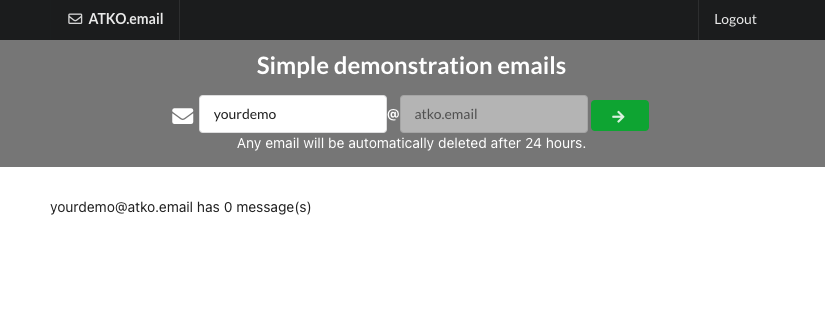 ATKO.email
Logout
Simple demonstration emails
yourdemo @ atko.email
Any email will be automatically deleted after 24 hours.
yourdemo@atko.email has 0 message(s)